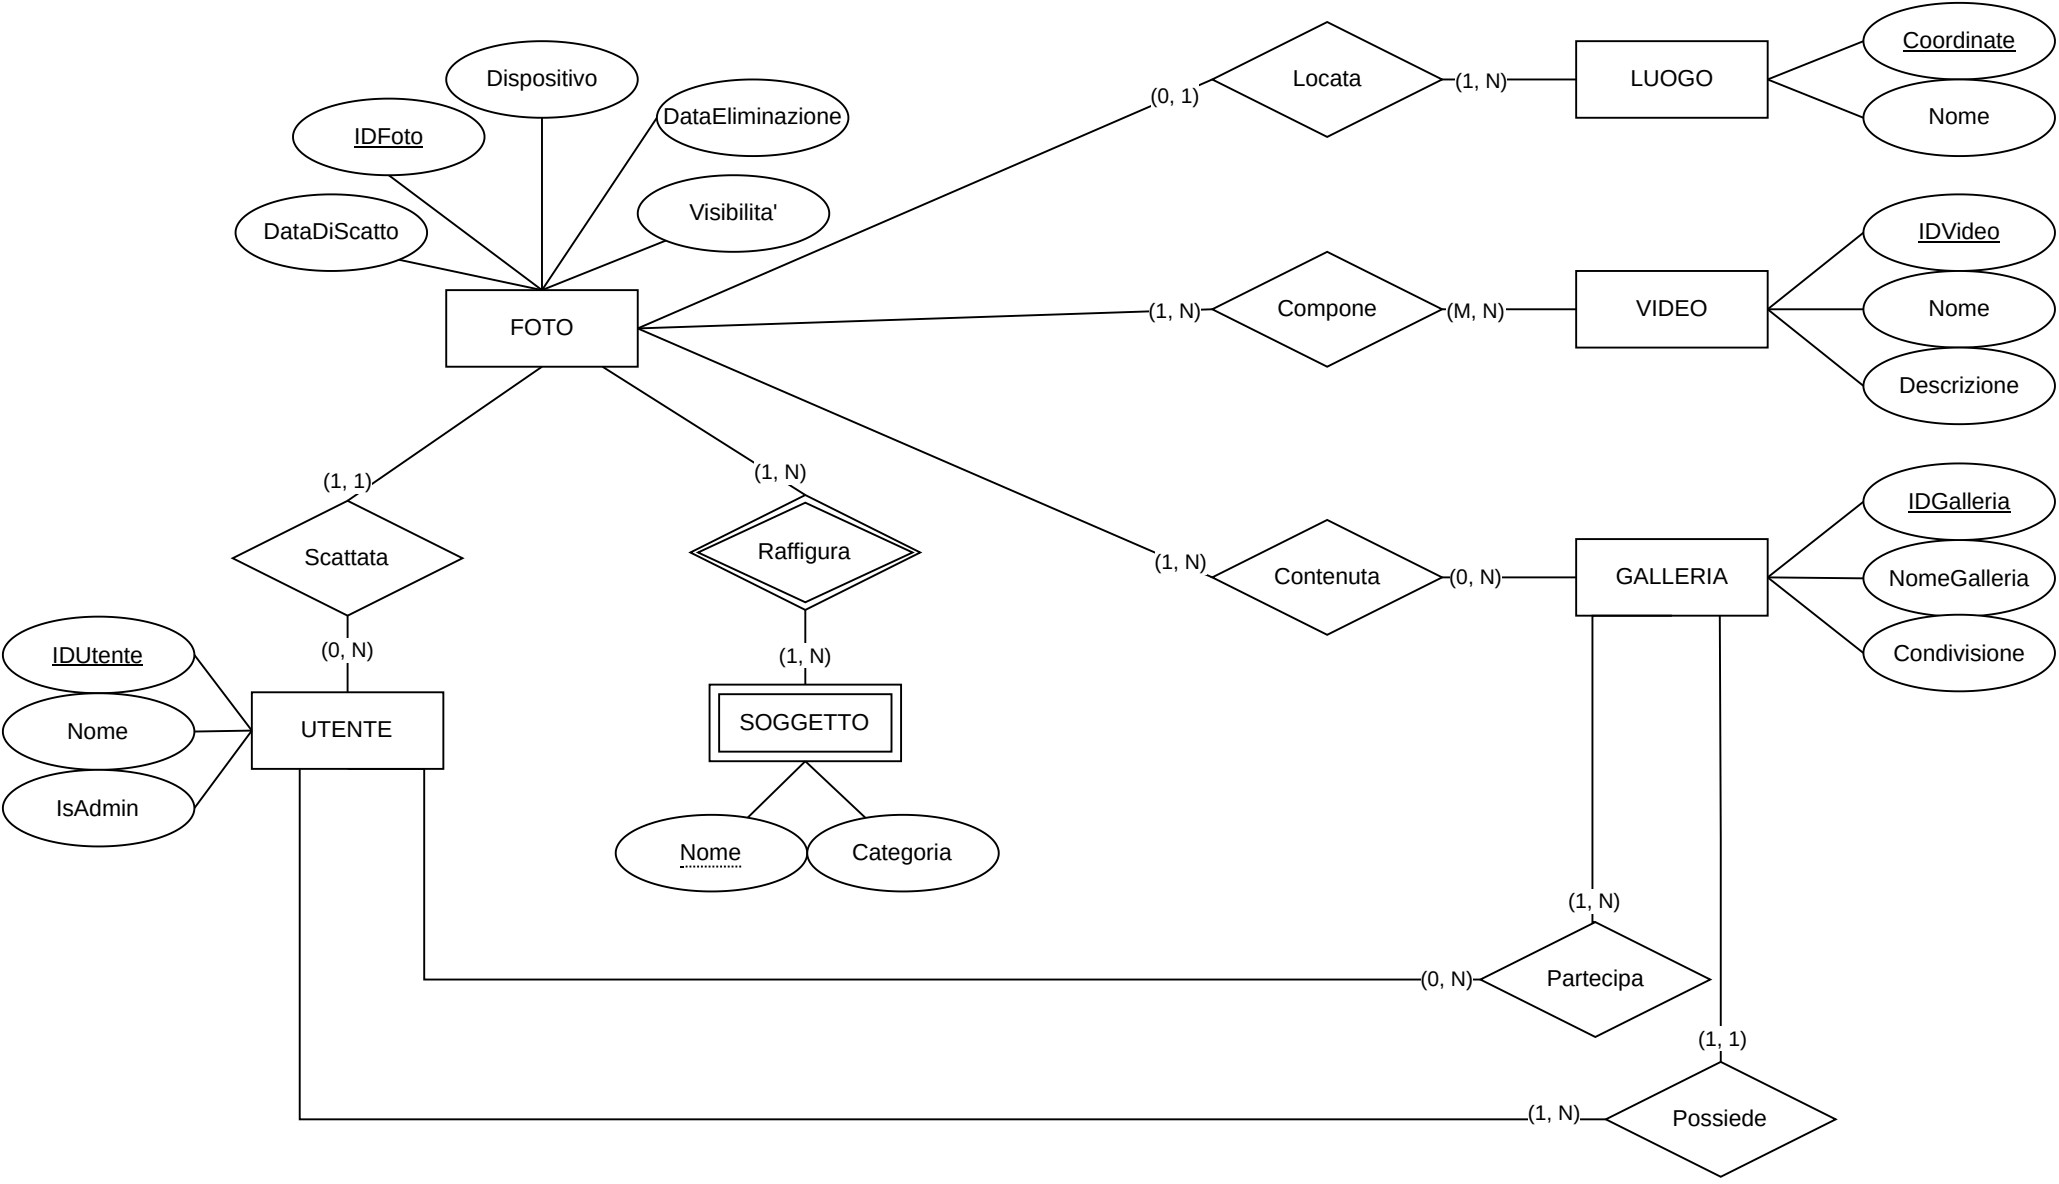 Coordinate
Dispositivo
Locata
LUOGO
(1, N)
(0, 1)
DataEliminazione
Nome
IDFoto
Visibilita'
DataDiScatto
IDVideo
FOTO
(1, N)
Compone
(M, N)
VIDEO
Nome
Descrizione
(1, 1)
(1, N)
Scattata
Raffigura
(1, N)
Contenuta
(0, N)
GALLERIA
IDGalleria
NomeGalleria
Condivisione
(0, N)
(1, N)
IDUtente
Nome
IsAdmin
UTENTE
SOGGETTO
Nome
Categoria
(1, N)
(0, N)
Partecipa
(1, 1)
(1, N)
Possiede